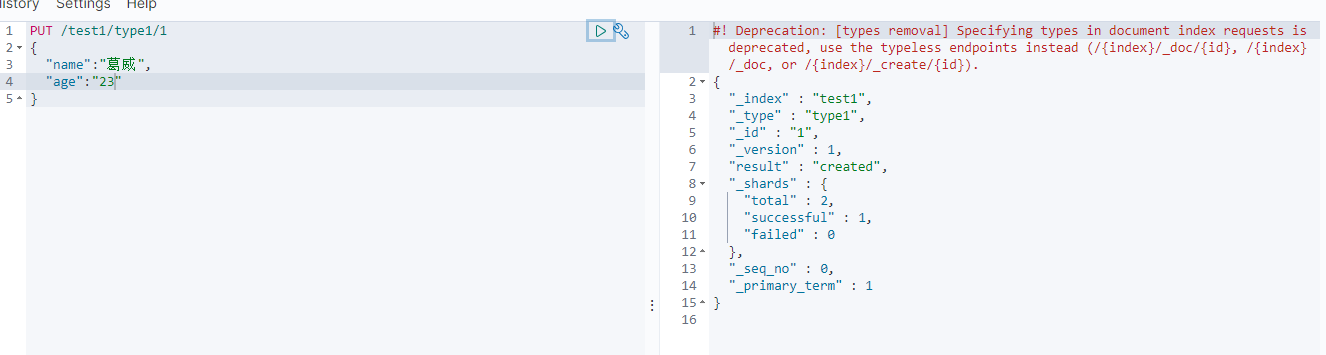 History Settings Help
1 PUT /test1/type1/1
2 {
3 "name":"葛威",
4 "age":"23"
5 }
1 #! Deprecation: [types removal] Specifying types in document index requests is
deprecated, use the typeless endpoints instead (/{index}/_doc/{id}, /{index}
/_doc, or /{index}/_create/{id}).
2 {
3 "_index" : "test1",
4 "_type" : "type1",
5 "_id" : "1",
6 "_version" : 1,
7 "result" : "created",
8 "_shards" : {
9 "total" : 2,
10 "successful" : 1,
11 "failed" : 0
12 },
13 "_seq_no" : 0,
14 "_primary_term" : 1
15 }
16